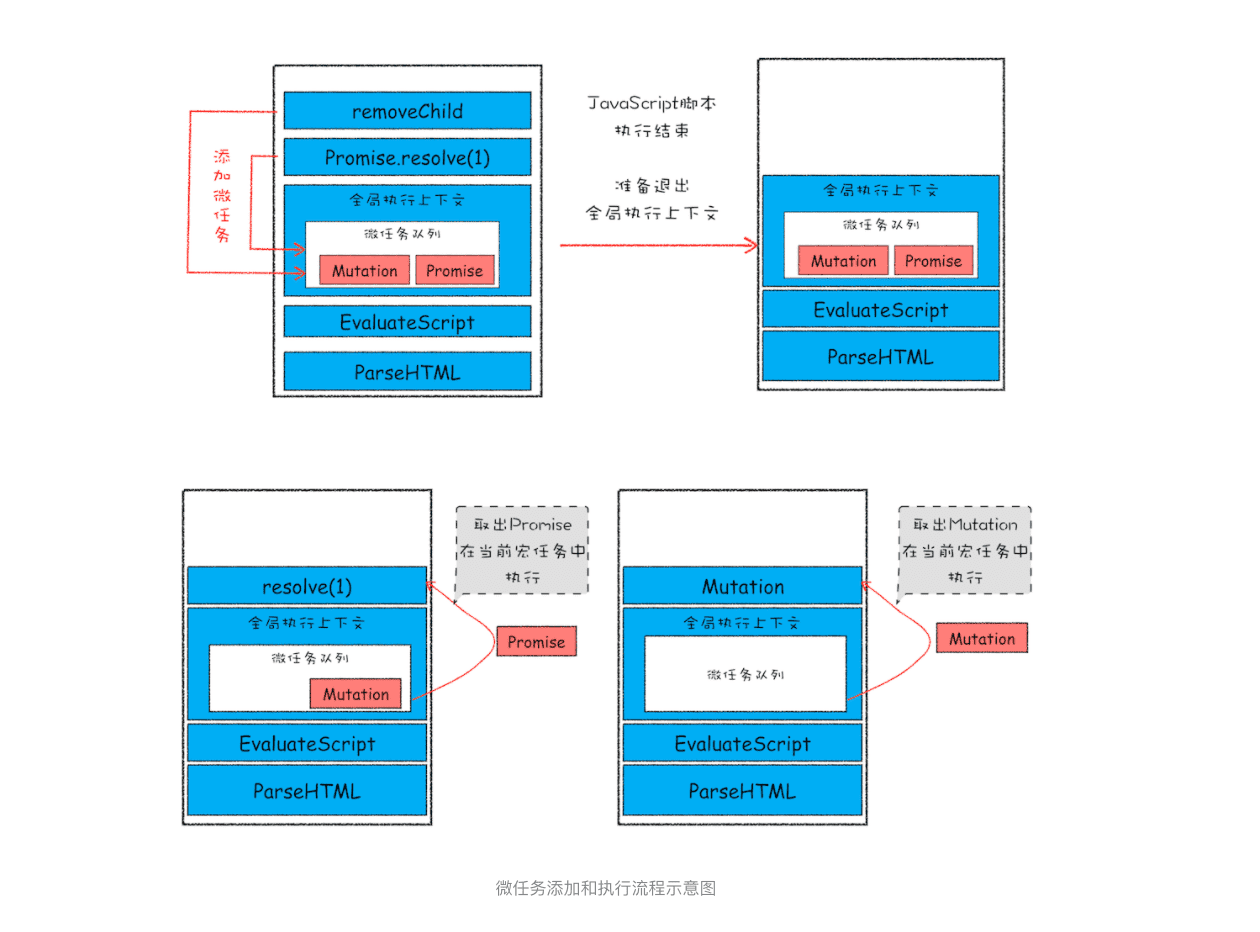 removeChild
Promise.resolve(1)
添加微任务
全局执行上下文
微任务队列
Mutation
Promise
EvaluateScript
ParseHTML
JavaScript脚本
执行结束
准备退出
全局执行上下文
全局执行上下文
微任务队列
Mutation
Promise
EvaluateScript
ParseHTML
取出Promise
在当前宏任务中
执行
resolve(1)
全局执行上下文
微任务队列
Mutation
Promise
EvaluateScript
ParseHTML
取出Mutation
在当前宏任务中
执行
Mutation
全局执行上下文
微任务队列
Mutation
EvaluateScript
ParseHTML
微任务添加和执行流程示意图